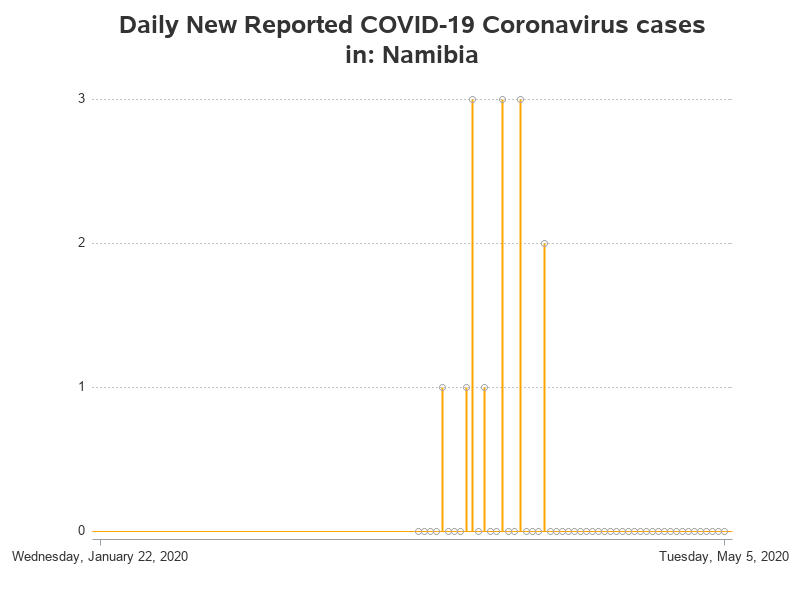 Daily New Reported COVID-19 Coronavirus cases
in: Namibia
3
2
1
0
Wednesday, January 22, 2020 Tuesday, May 5, 2020